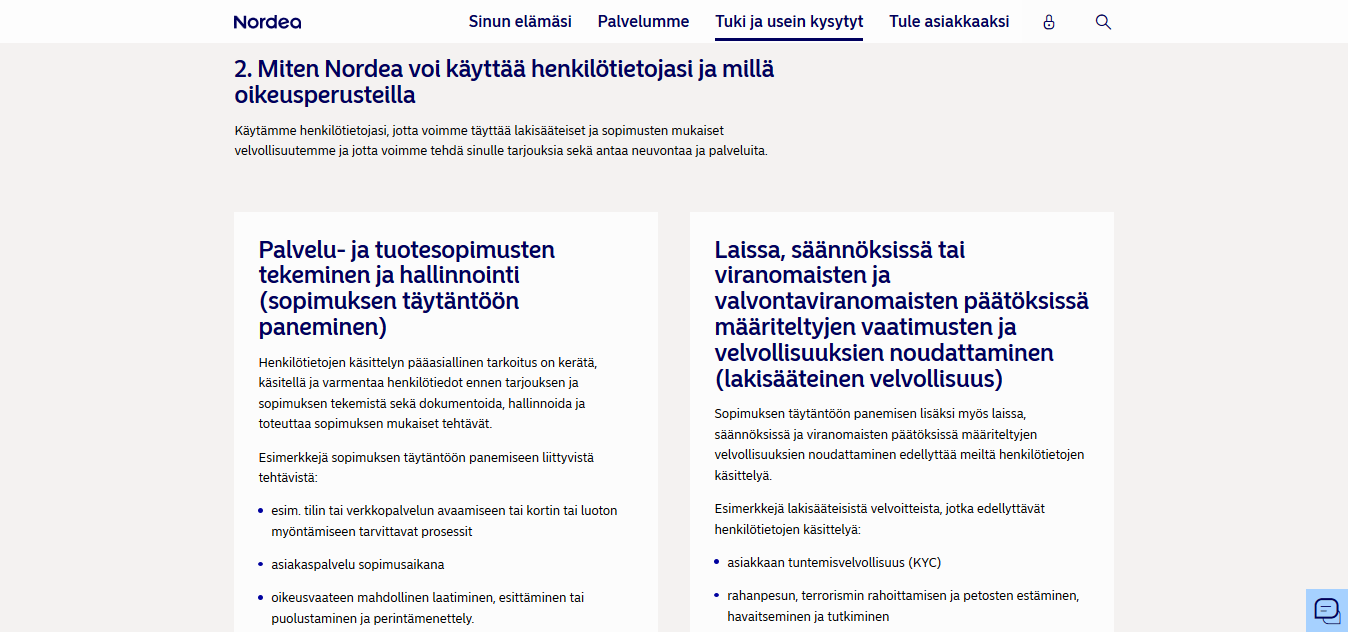 Nordea
Sinun elämäsi
Palvelumme
Tuki ja usein kysytyt
Tule asiakkaaksi
2. Miten Nordea voi käyttää henkilötietojasi ja millä
oikeusperusteilla
Käytämme henkilötietojasi, jotta voimme täyttää lakisääteiset ja sopimusten mukaiset
velvollisuutemme ja jotta voimme tehdä sinulle tarjouksia sekä antaa neuvontaa ja palveluita.
Palvelu- ja tuotesopimusten
tekeminen ja hallinnointi
(sopimuksen täytäntöön
paneminen)
Henkilötietojen käsittelyn pääasiallinen tarkoitus on kerätä,
käsitellä ja varmentaa henkilötiedot ennen tarjouksen ja
sopimuksen tekemistä sekä dokumentoida, hallinnoida ja
toteuttaa sopimuksen mukaiset tehtävät.
Esimerkkejä sopimuksen täytäntöön panemiseen liittyvistä
tehtävistä:
esim. tilin tai verkkopalvelun avaamiseen tai kortin tai luoton
myöntämiseen tarvittavat prosessit
asiakaspalvelu sopimusaikana
oikeusvaateen mahdollinen laatiminen, esittäminen tai
puolustaminen ja perintämenettely.
Laissa, säännöksissä tai
viranomaisten ja
valvontaviranomaisten päätöksissä
määriteltyjen vaatimusten ja
velvollisuuksien noudattaminen
(lakisääteinen velvollisuus)
Sopimuksen täytäntöön panemisen lisäksi myös laissa,
säännöksissä ja viranomaisten päätöksissä määriteltyjen
velvollisuuksien noudattaminen edellyttää meiltä henkilötietojen
käsittelyä.
Esimerkkejä lakisääteisistä velvoitteista, jotka edellyttävät
henkilötietojen käsittelyä:
asiakkaan tuntemisvelvollisuus (KYC)
rahanpesun, terrorismin rahoittamisen ja petosten estäminen,
havaitseminen ja tutkiminen